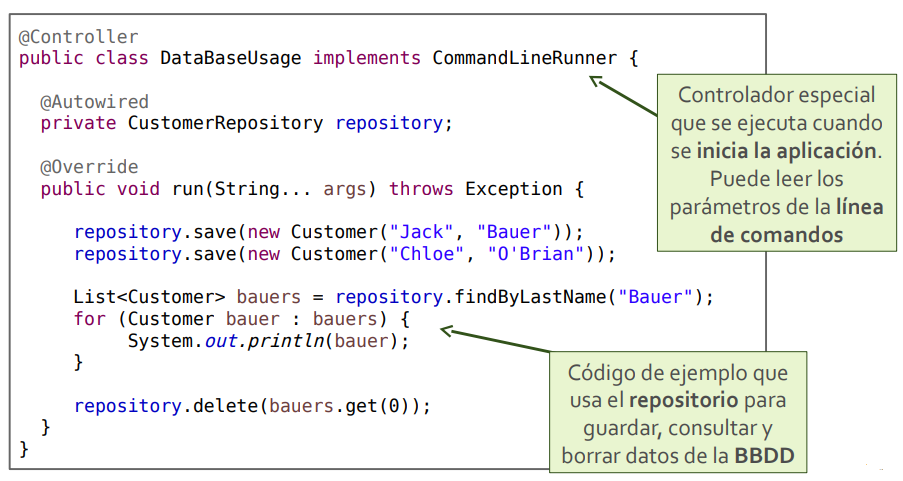 @Controller
public class DataBaseUsage implements CommandLineRunner {
@Autowired
private CustomerRepository repository;
@Override
public void run(String... args) throws Exception {
repository.save(new Customer("Jack", "Bauer"));
repository.save(new Customer("Chloe", "O'Brian"));
List<Customer> bauers = repository.findByLastName("Bauer");
for (Customer bauer : bauers) {
System.out.println(bauer);
}
repository.delete(bauers.get(0));
}
}
Controlador especial
que se ejecuta cuando
se inicia la aplicación.
Puede leer los
parámetros de la línea
de comandos
Código de ejemplo que
usa el repositorio para
guardar, consultar y
borrar datos de la BBDD